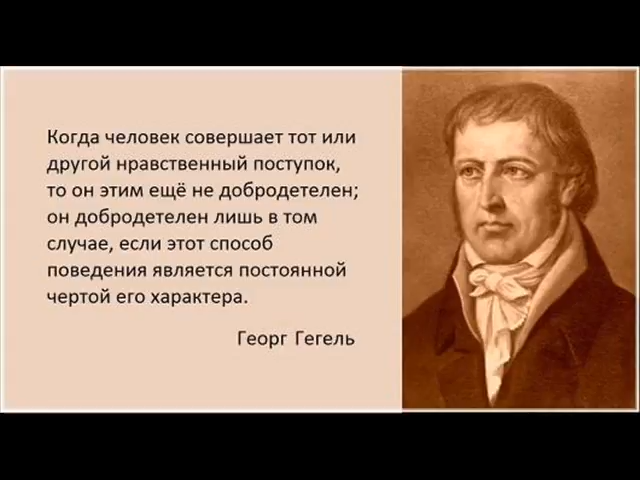 Когда человек совершает тот или
другой нравственный поступок,
то он этим ещё не добродетелен;
он добродетелен лишь в том
случае, если этот способ
поведения является постоянной
чертой его характера.
Георг Гегель